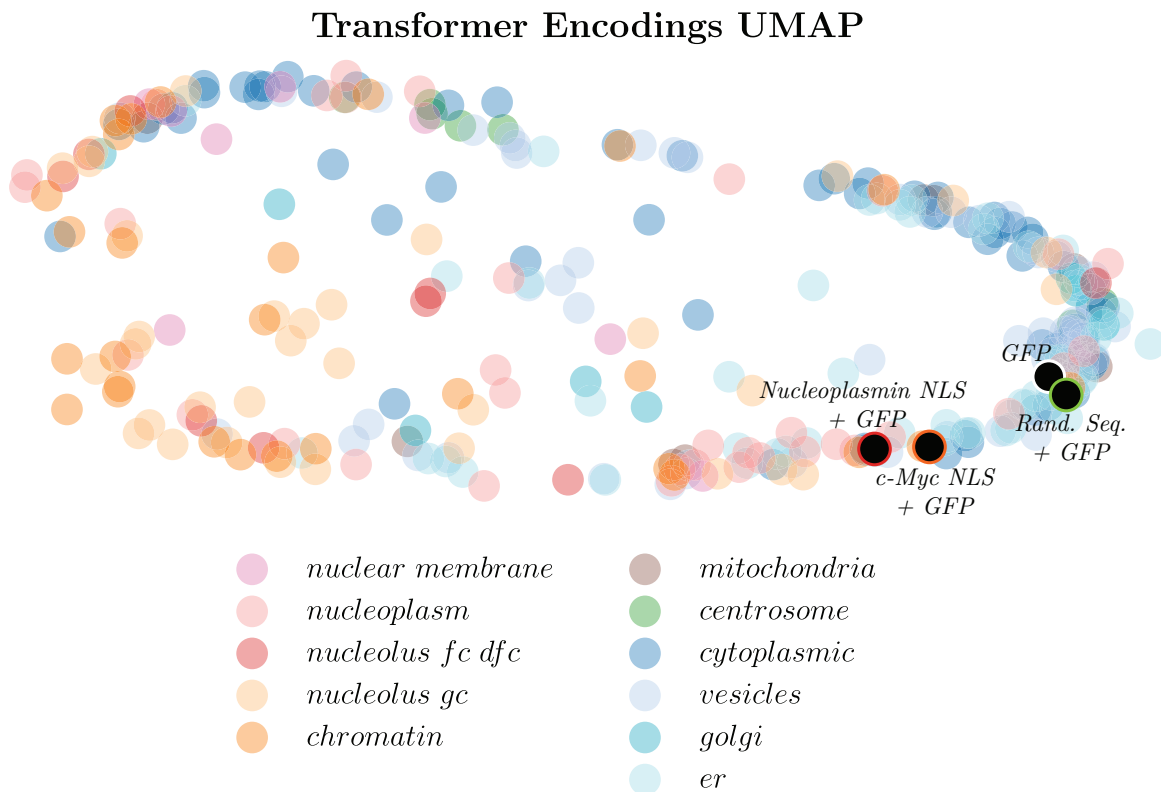 Transformer Encodings UMAP
GFP
Nucleoplasmin NLS
+ GFP
Rand. Seq.
+ GFP
c-Myc NLS
+ GFP
nuclear membrane
nucleoplasm
nucleolus fc dfc
nucleolus gc
chromatin
mitochondria
centrosome
cytoplasmic
vesicles
golgi
er